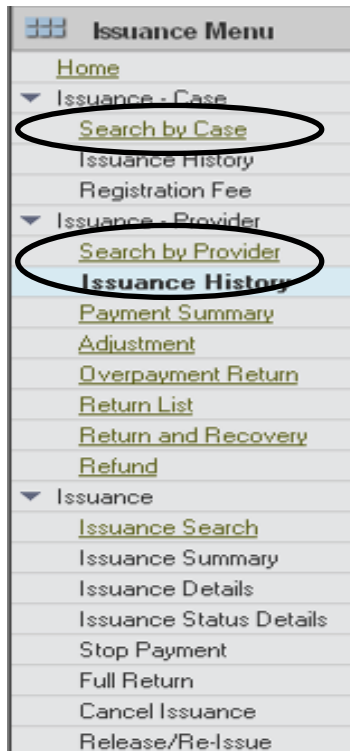 Issuance Menu
Home
Issuance - Case
Search by Case
Issuance History
Registration Fee
Issuance - Provider
Search by Provider
Issuance History
Payment Summary
Adjustment
Overpayment Return
Return List
Return and Recovery
Refund
Issuance
Issuance Search
Issuance Summary
Issuance Details
Issuance Status Details
Stop Payment
Full Return
Cancel Issuance
Release/Re-Issue